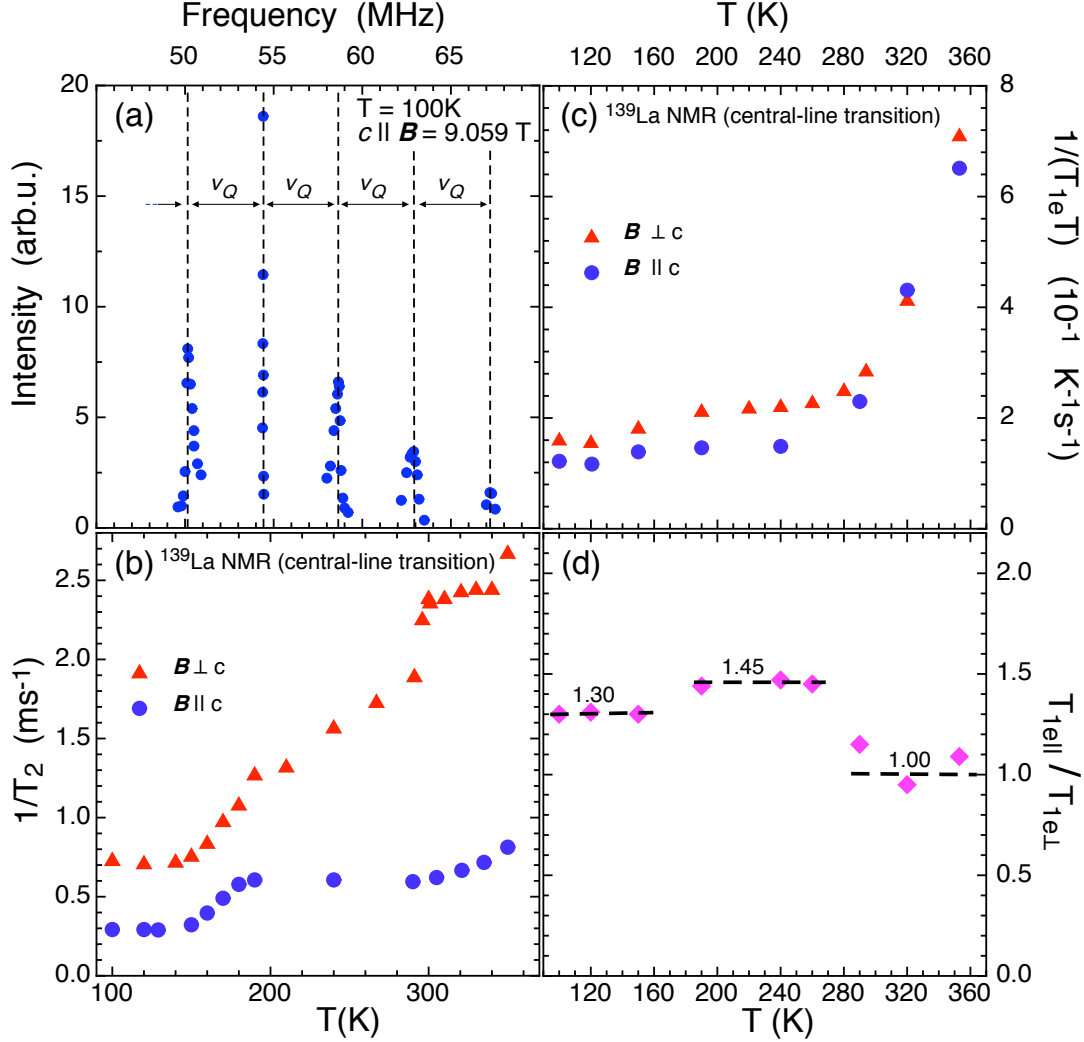 Frequency (MHz)
50 55 60 65
T (K)
120 160 200 240 280 320 360
(a)
T = 100K
c || B = 9.059 T
ν_Q ν_Q ν_Q ν_Q
Intensity (arb.u.)
20
15
10
5
0
(c) ¹³⁹La NMR (central-line transition)
B ⊥ c
B || c
8
6
4
2
0
1/(T₁ₑT) (10⁻¹ K⁻¹s⁻¹)
(b) ¹³⁹La NMR (central-line transition)
B ⊥ c
B || c
1/T₂ (ms⁻¹)
2.5
2.0
1.5
1.0
0.5
0.0
100 200 300
T(K)
(d)
1.30
1.45
1.00
2.0
1.5
1.0
0.5
0.0
T₁ₑ|| / T₁ₑ⊥
120 160 200 240 280 320 360
T (K)